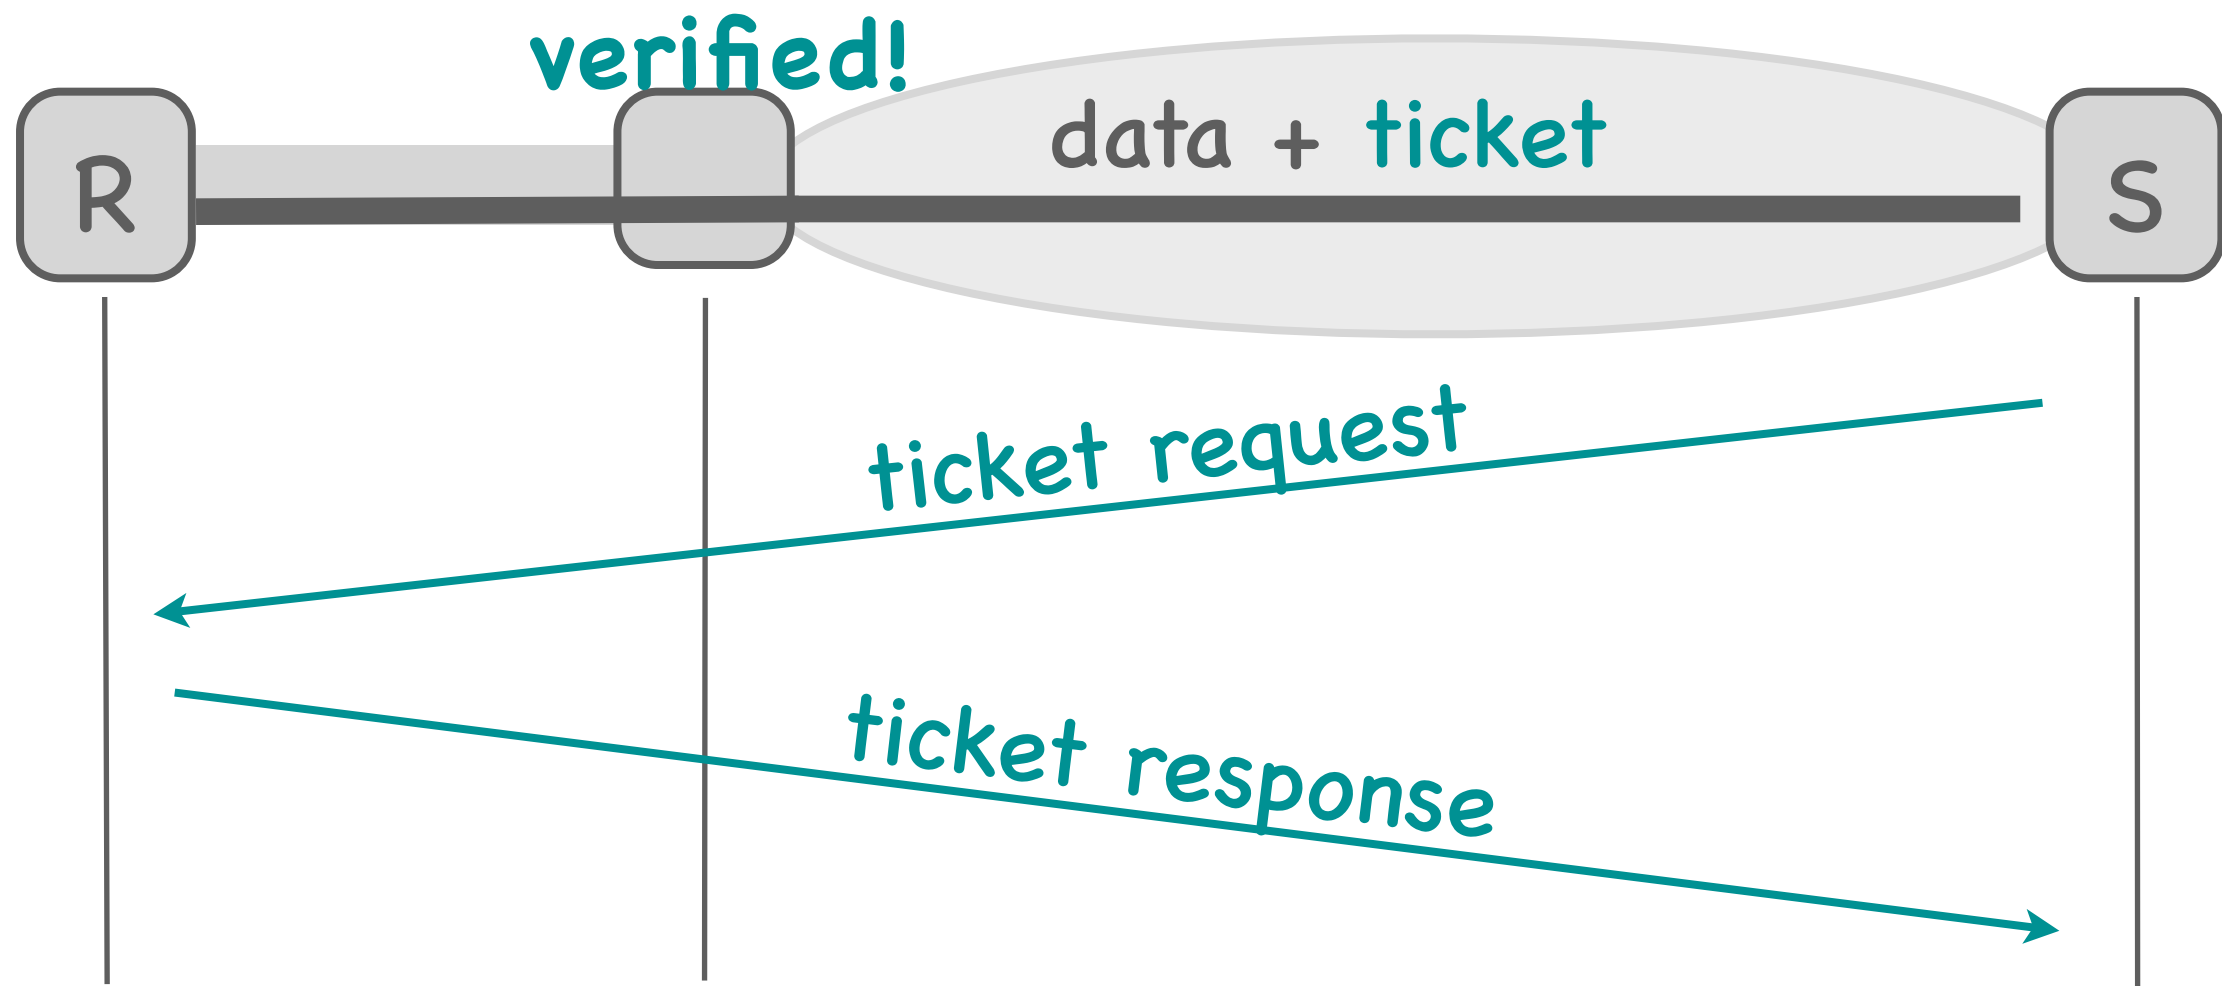 verified!
data + ticket
R
S
ticket request
ticket response